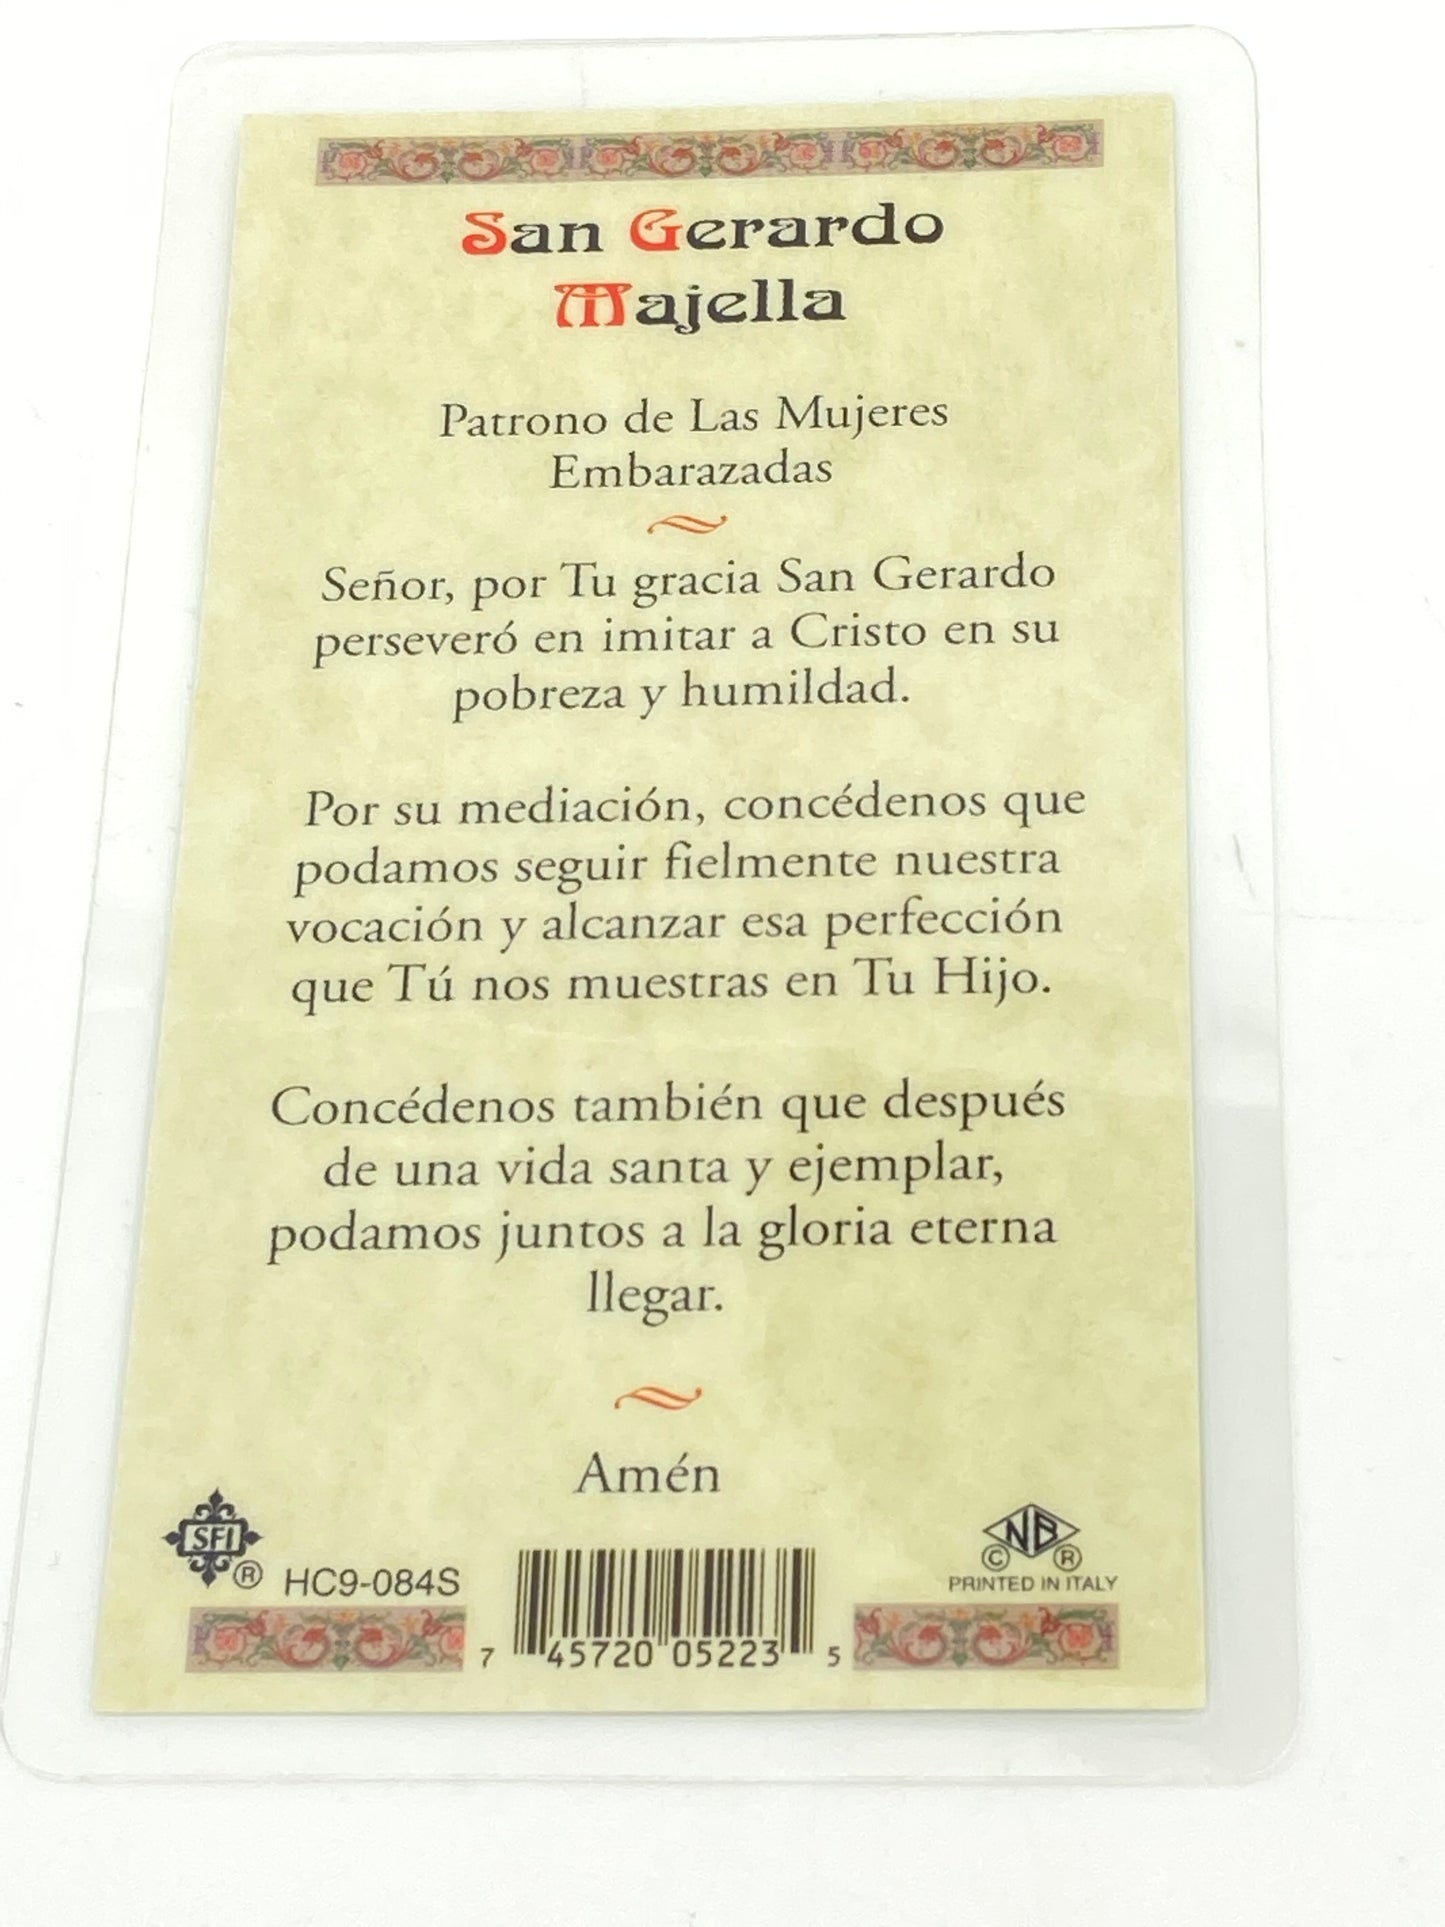 San Gerardo
Majella
Patrono de Las Mujeres
Embarazadas
Señor, por Tu gracia San Gerardo
perseveró en imitar a Cristo en su
pobreza y humildad.
Por su mediación, concédenos que
podamos seguir fielmente nuestra
vocación y alcanzar esa perfección
que Tú nos muestras en Tu Hijo.
Concédenos también que después
de una vida santa y ejemplar,
podamos juntos a la gloria eterna
llegar.
Amén
SFI
® HC9-084S
NB
© ®
PRINTED IN ITALY
7 45720 05223 5